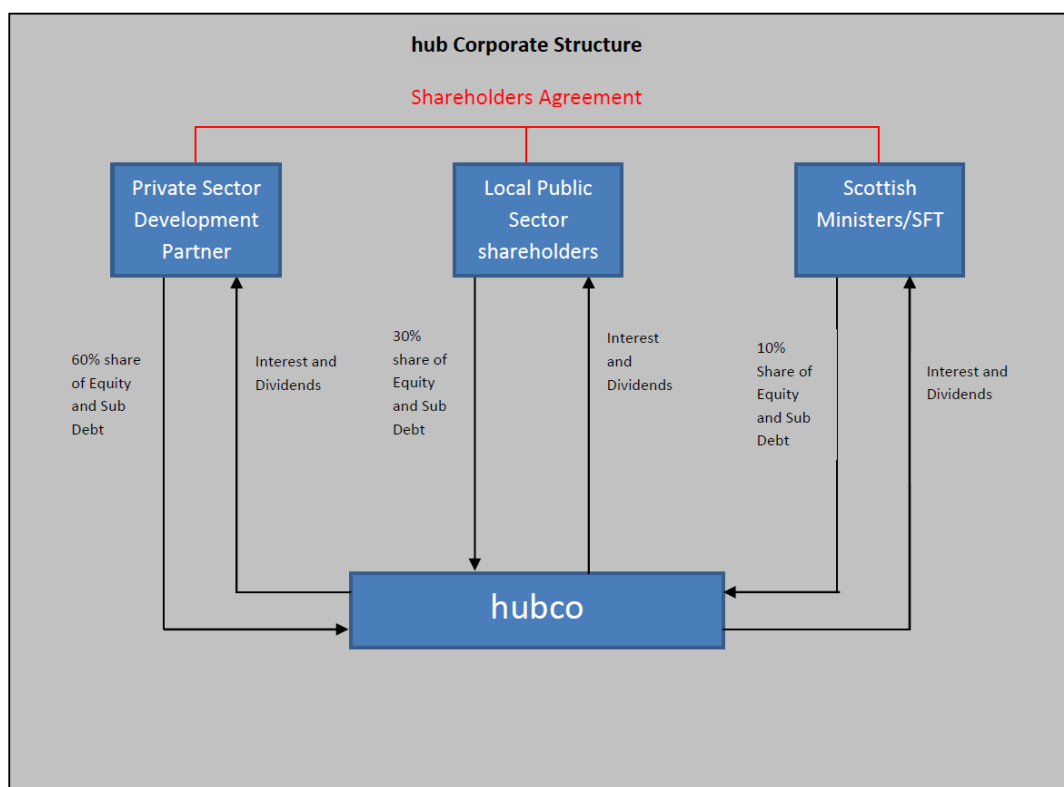 hub Corporate Structure
Shareholders Agreement
Private Sector
Development
Partner
Local Public
Sector
shareholders
Scottish
Ministers/SFT
60% share
of Equity
and Sub
Debt
Interest and
Dividends
30%
share of
Equity
and Sub
Debt
Interest
and
Dividends
10%
Share of
Equity
and Sub
Debt
Interest and
Dividends
hubco